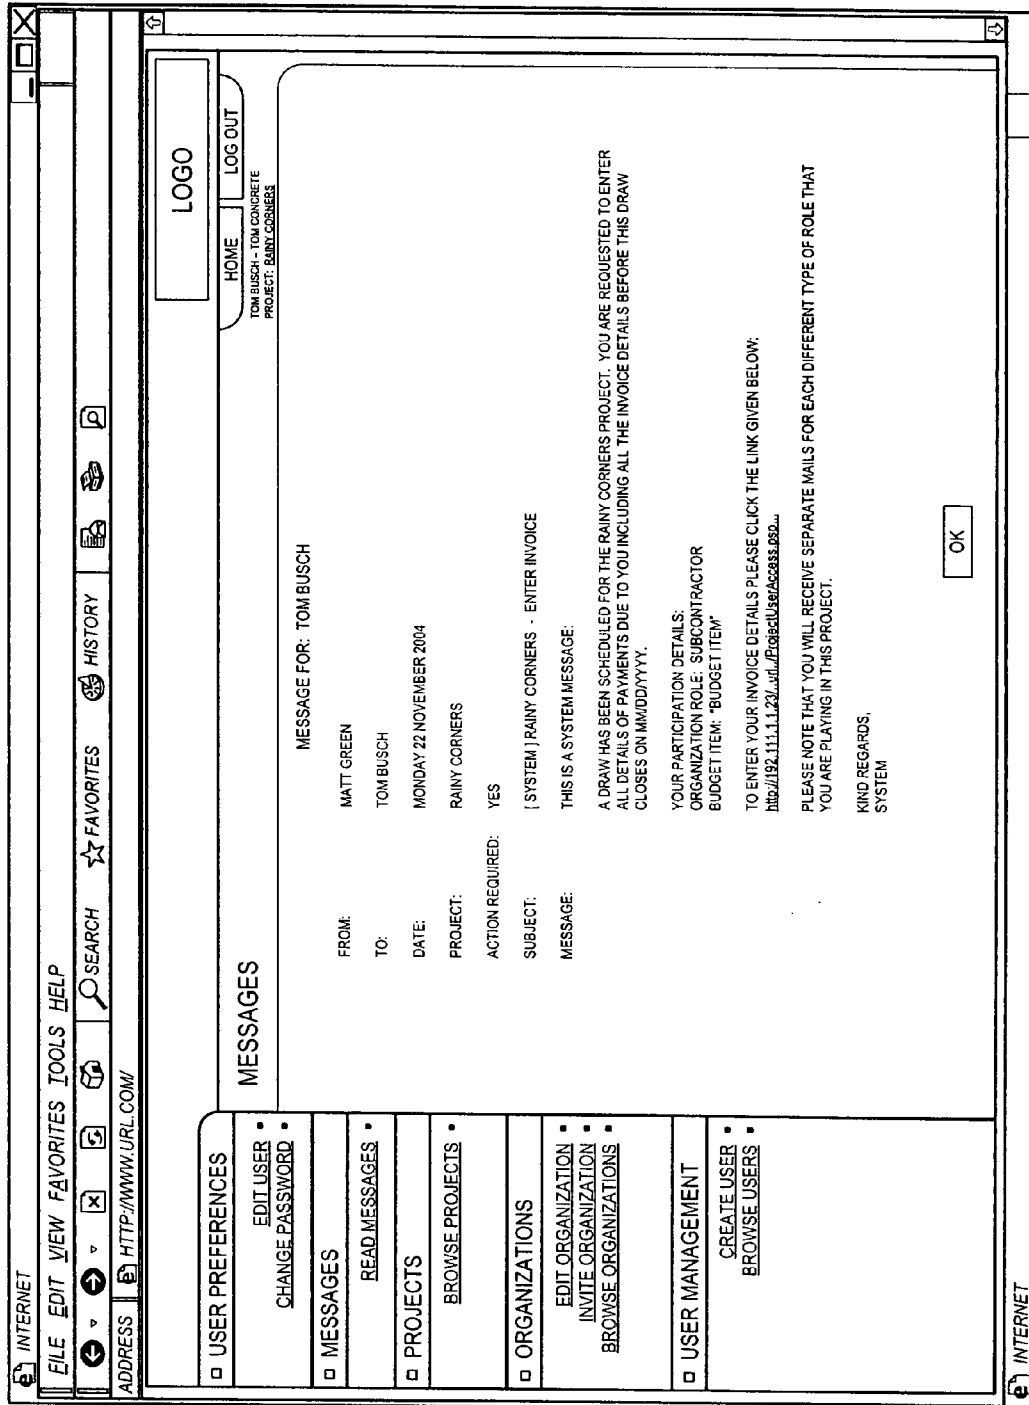 INTERNET
FILE EDIT VIEW FAVORITES TOOLS HELP
SEARCH FAVORITES HISTORY
ADDRESS HTTP://WWW.URL.COM/
LOGO
HOME LOG OUT
TOM BUSCH – TOM CONCRETE
PROJECT: RAINY CORNERS
USER PREFERENCES
EDIT USER
CHANGE PASSWORD
MESSAGES
READ MESSAGES
PROJECTS
BROWSE PROJECTS
ORGANIZATIONS
EDIT ORGANIZATION
INVITE ORGANIZATION
BROWSE ORGANIZATIONS
USER MANAGEMENT
CREATE USER
BROWSE USERS
MESSAGES
MESSAGE FOR: TOM BUSCH
FROM: MATT GREEN
TO: TOM BUSCH
DATE: MONDAY 22 NOVEMBER 2004
PROJECT: RAINY CORNERS
ACTION REQUIRED: YES
SUBJECT: [ SYSTEM ] RAINY CORNERS - ENTER INVOICE
MESSAGE: THIS IS A SYSTEM MESSAGE:
A DRAW HAS BEEN SCHEDULED FOR THE RAINY CORNERS PROJECT. YOU ARE REQUESTED TO ENTER
ALL DETAILS OF PAYMENTS DUE TO YOU INCLUDING ALL THE INVOICE DETAILS BEFORE THIS DRAW
CLOSES ON MM/DD/YYYY.
YOUR PARTICIPATION DETAILS:
ORGANIZATION ROLE: SUBCONTRACTOR
BUDGET ITEM: "BUDGET ITEM"
TO ENTER YOUR INVOICE DETAILS PLEASE CLICK THE LINK GIVEN BELOW:
http://192.111.1.23/...url../ProjectUserAccess.psp...
PLEASE NOTE THAT YOU WILL RECEIVE SEPARATE MAILS FOR EACH DIFFERENT TYPE OF ROLE THAT
YOU ARE PLAYING IN THIS PROJECT.
KIND REGARDS,
SYSTEM
OK
INTERNET